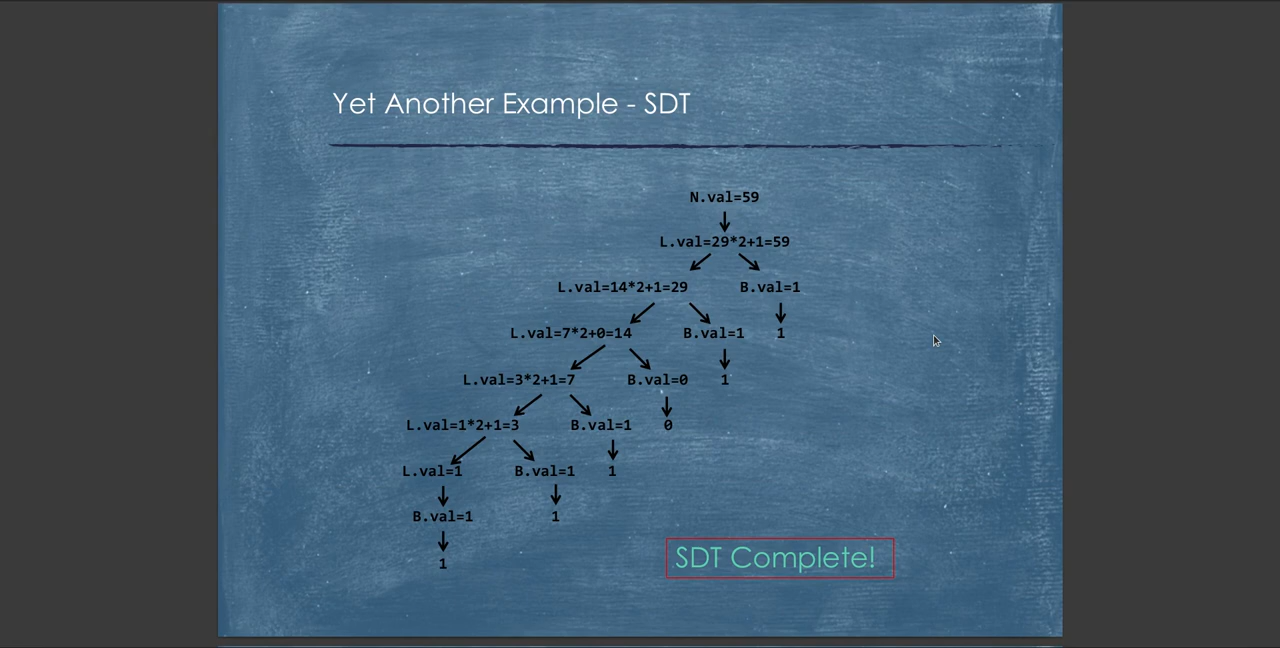 Yet Another Example - SDT
N.val=59
L.val=29*2+1=59
L.val=14*2+1=29 B.val=1
L.val=7*2+0=14 B.val=1 1
L.val=3*2+1=7 B.val=0 1
L.val=1*2+1=3 B.val=1 0
L.val=1 B.val=1 1
B.val=1 1
SDT Complete!
1